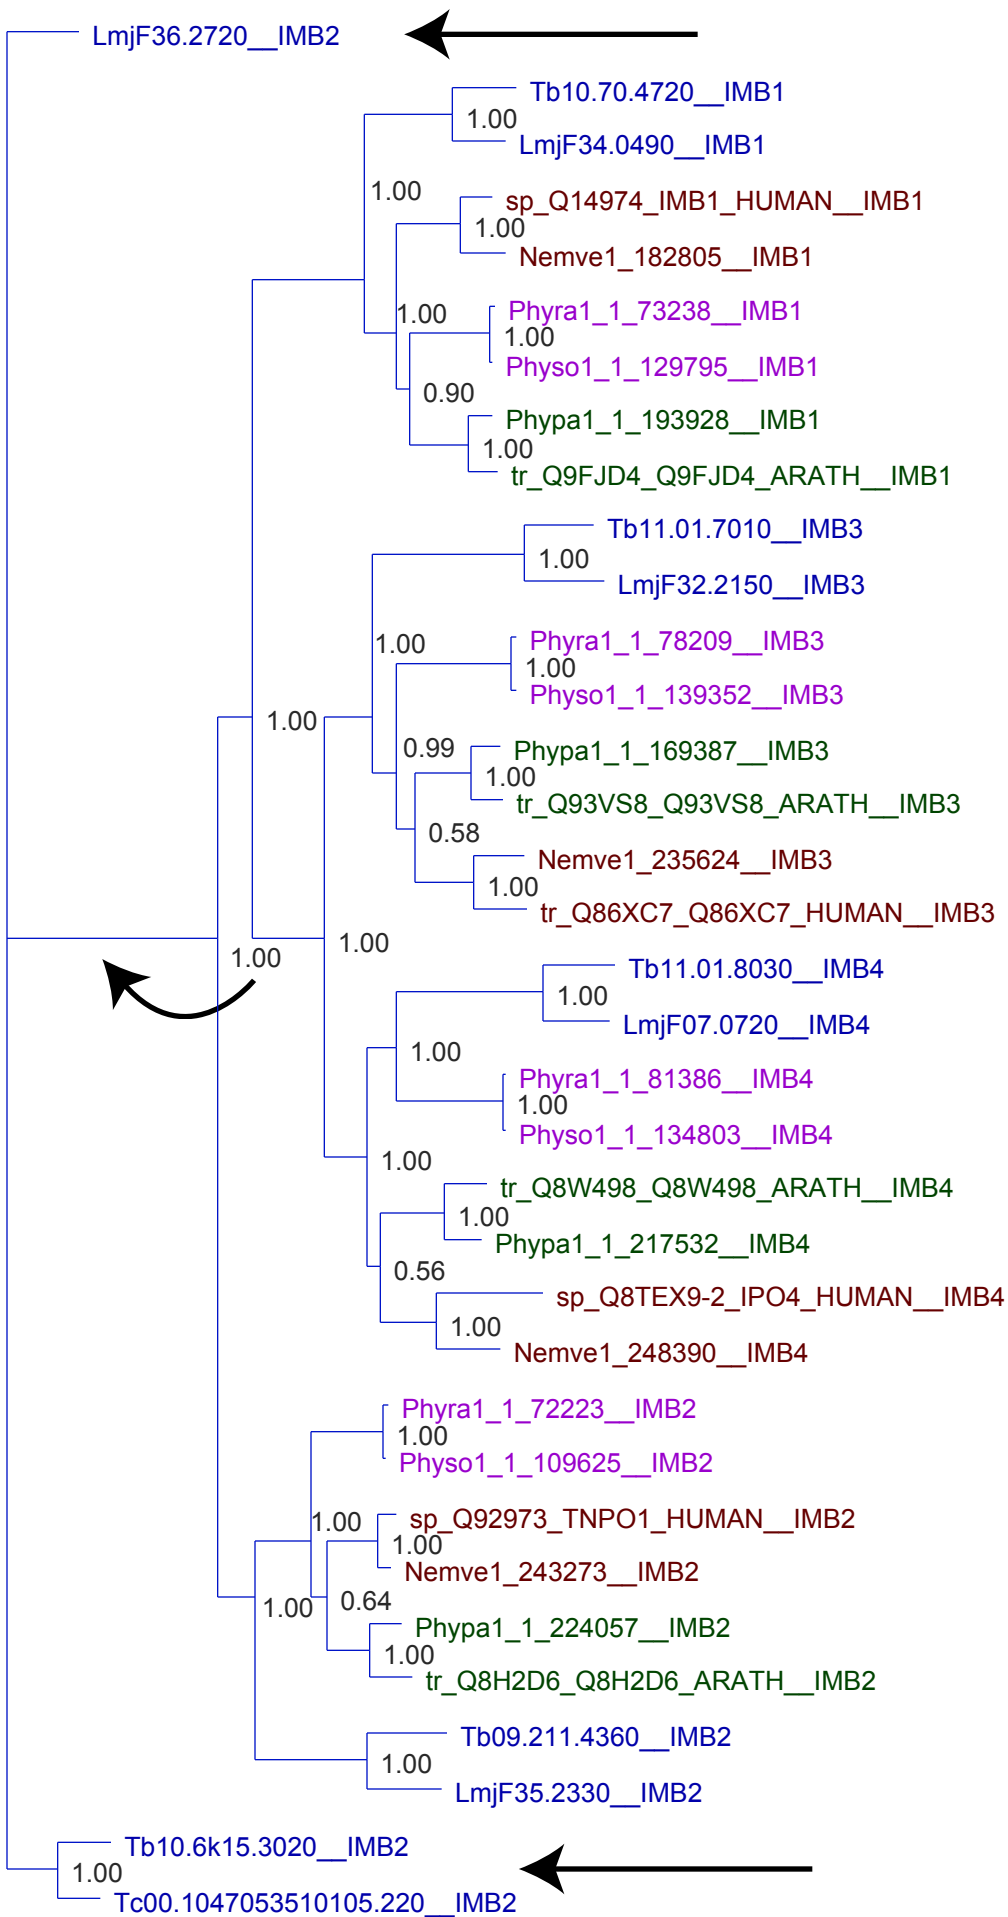 LmjF36.2720__IMB2
Tb10.70.4720__IMB1
1.00
LmjF34.0490__IMB1
1.00
sp_Q14974_IMB1_HUMAN__IMB1
1.00
Nemve1_182805__IMB1
Phyra1_1_73238__IMB1
1.00
1.00
Physo1_1_129795__IMB1
0.90
Phypa1_1_193928__IMB1
1.00
tr_Q9FJD4_Q9FJD4_ARATH__IMB1
Tb11.01.7010__IMB3
1.00
LmjF32.2150__IMB3
Phyra1_1_78209__IMB3
1.00
1.00
Physo1_1_139352__IMB3
1.00
0.99
Phypa1_1_169387__IMB3
1.00
tr_Q93VS8_Q93VS8_ARATH__IMB3
0.58
Nemve1_235624__IMB3
1.00
tr_Q86XC7_Q86XC7_HUMAN__IMB3
1.00
1.00
Tb11.01.8030__IMB4
1.00
LmjF07.0720__IMB4
1.00
Phyra1_1_81386__IMB4
1.00
Physo1_1_134803__IMB4
1.00
tr_Q8W498_Q8W498_ARATH__IMB4
1.00
Phypa1_1_217532__IMB4
0.56
sp_Q8TEX9-2_IPO4_HUMAN__IMB4
1.00
Nemve1_248390__IMB4
Phyra1_1_72223__IMB2
1.00
Physo1_1_109625__IMB2
1.00
sp_Q92973_TNPO1_HUMAN__IMB2
1.00
Nemve1_243273__IMB2
1.00
0.64
Phypa1_1_224057__IMB2
1.00
tr_Q8H2D6_Q8H2D6_ARATH__IMB2
Tb09.211.4360__IMB2
1.00
LmjF35.2330__IMB2
Tb10.6k15.3020__IMB2
1.00
Tc00.1047053510105.220__IMB2